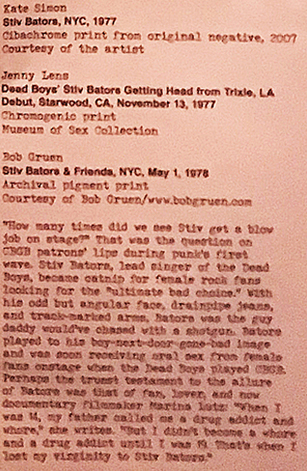 Kate Simon
Stiv Bators, NYC, 1977
Cibachrome print from original negative, 2007
Courtesy of the artist
Jenny Lens
Dead Boys' Stiv Bators Getting Head from Trixie, LA
Debut, Starwood, CA, November 13, 1977
Chromogenic print
Museum of Sex Collection
Bob Gruen
Stiv Bators & Friends, NYC, May 1, 1978
Archival pigment print
Courtesy of Bob Gruen/www.bobgruen.com
"How many times did we see Stiv get a blow
job on stage?" That was the question on
CBGB patrons' lips during punk's first
wave. Stiv Bators, lead singer of the Dead
Boys, became catnip for female rock fans
looking for the "ultimate bad choice." With
his odd but angular face, drainpipe jeans,
and track-marked arms, Bators was the guy
daddy would've chased with a shotgun. Bators
played to his boy-next-door-gone-bad image
and was soon receiving oral sex from female
fans onstage when the Dead Boys played CBGB.
Perhaps the truest testament to the allure
of Bators was that of fan, lover, and now
documentary filmmaker Marina Lutz: "When I
was 14, my father called me a drug addict and
whore," she writes. "But I didn't become a whore
and a drug addict until I was 19. That's when I
lost my virginity to Stiv Bators."